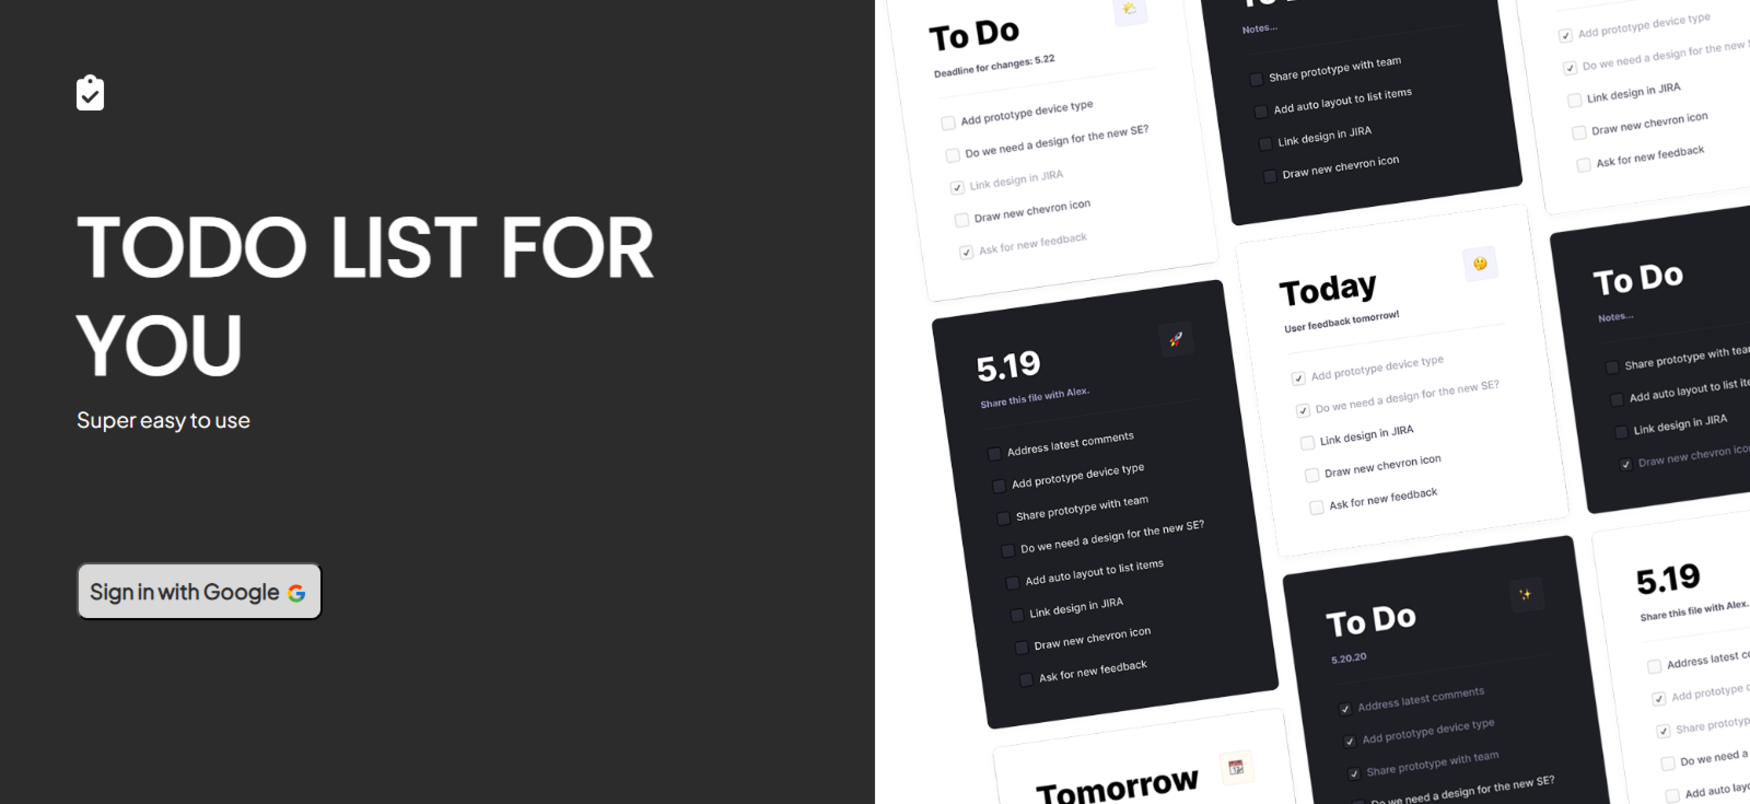 TODO LIST FOR
YOU
Super easy to use
Sign in with Google
To Do
Deadline for changes: 5.22
Add prototype device type
Do we need a design for the new SE?
Link design in JIRA
Draw new chevron icon
Ask for new feedback
Notes...
Share prototype with team
Add auto layout to list items
Link design in JIRA
Draw new chevron icon
Add prototype device type
Do we need a design for the new
Link design in JIRA
Draw new chevron icon
Ask for new feedback
5.19
Share this file with Alex.
Address latest comments
Add prototype device type
Share prototype with team
Do we need a design for the new SE?
Add auto layout to list items
Link design in JIRA
Draw new chevron icon
Ask for new feedback
Today
User feedback tomorrow!
Add prototype device type
Do we need a design for the new SE?
Link design in JIRA
Draw new chevron icon
Ask for new feedback
To Do
Notes...
Share prototype with
Add auto layout to list
Link design in JIRA
Draw new chevron
Tomorrow
To Do
5.20.20
Address latest comments
Add prototype device type
Share prototype with team
Do we need a design for the new SE?
5.19
Share this file with Alex.
Address latest
Add prototype
Share
Do we need a
Add auto